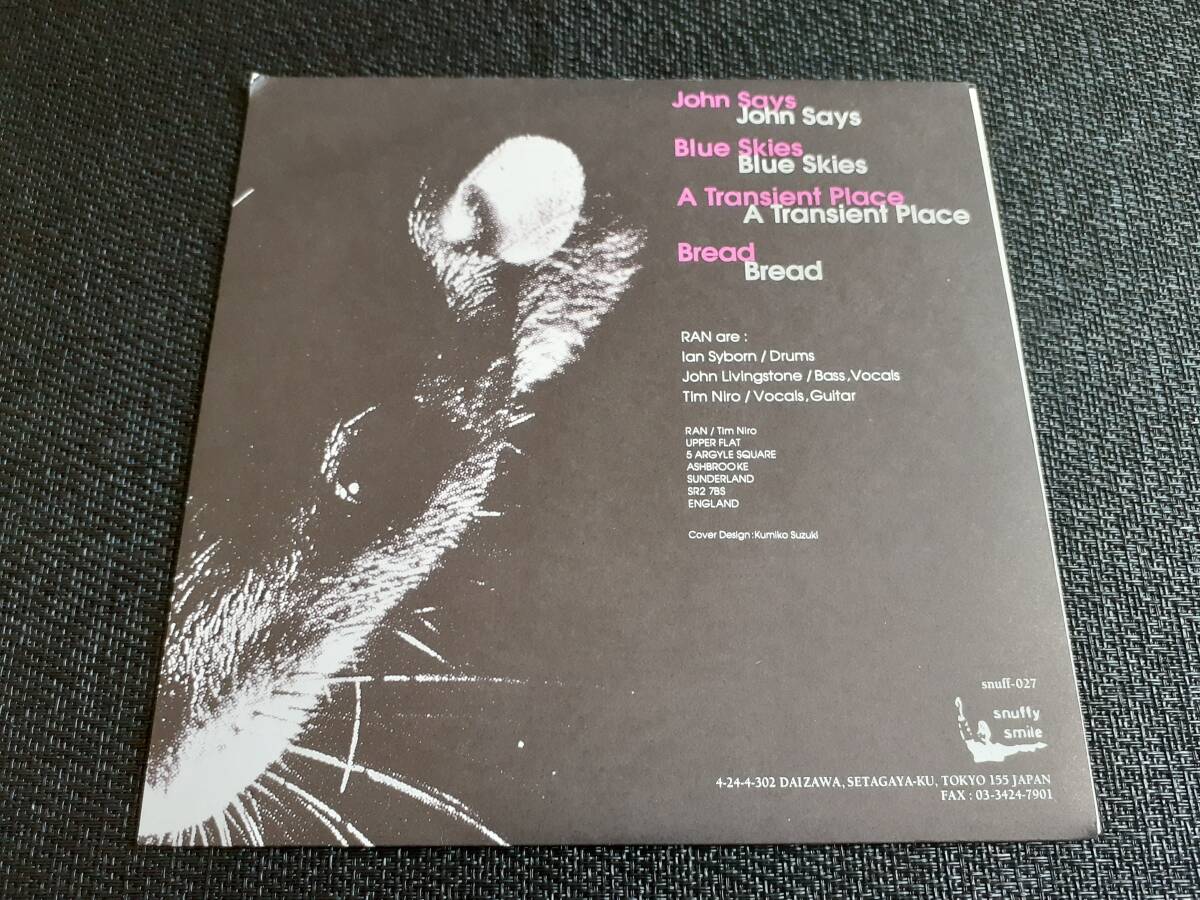 John Says
John Says
Blue Skies
Blue Skies
A Transient Place
A Transient Place
Bread
Bread
RAN are :
Ian Syborn / Drums
John Livingstone / Bass,Vocals
Tim Niro / Vocals,Guitar
RAN / Tim Niro
UPPER FLAT
5 ARGYLE SQUARE
ASHBROOKE
SUNDERLAND
SR2 7BS
ENGLAND
Cover Design:Kumiko Suzuki
snuff-027
snuffy
smile
4-24-4-302 DAIZAWA, SETAGAYA-KU, TOKYO 155 JAPAN
FAX : 03-3424-7901